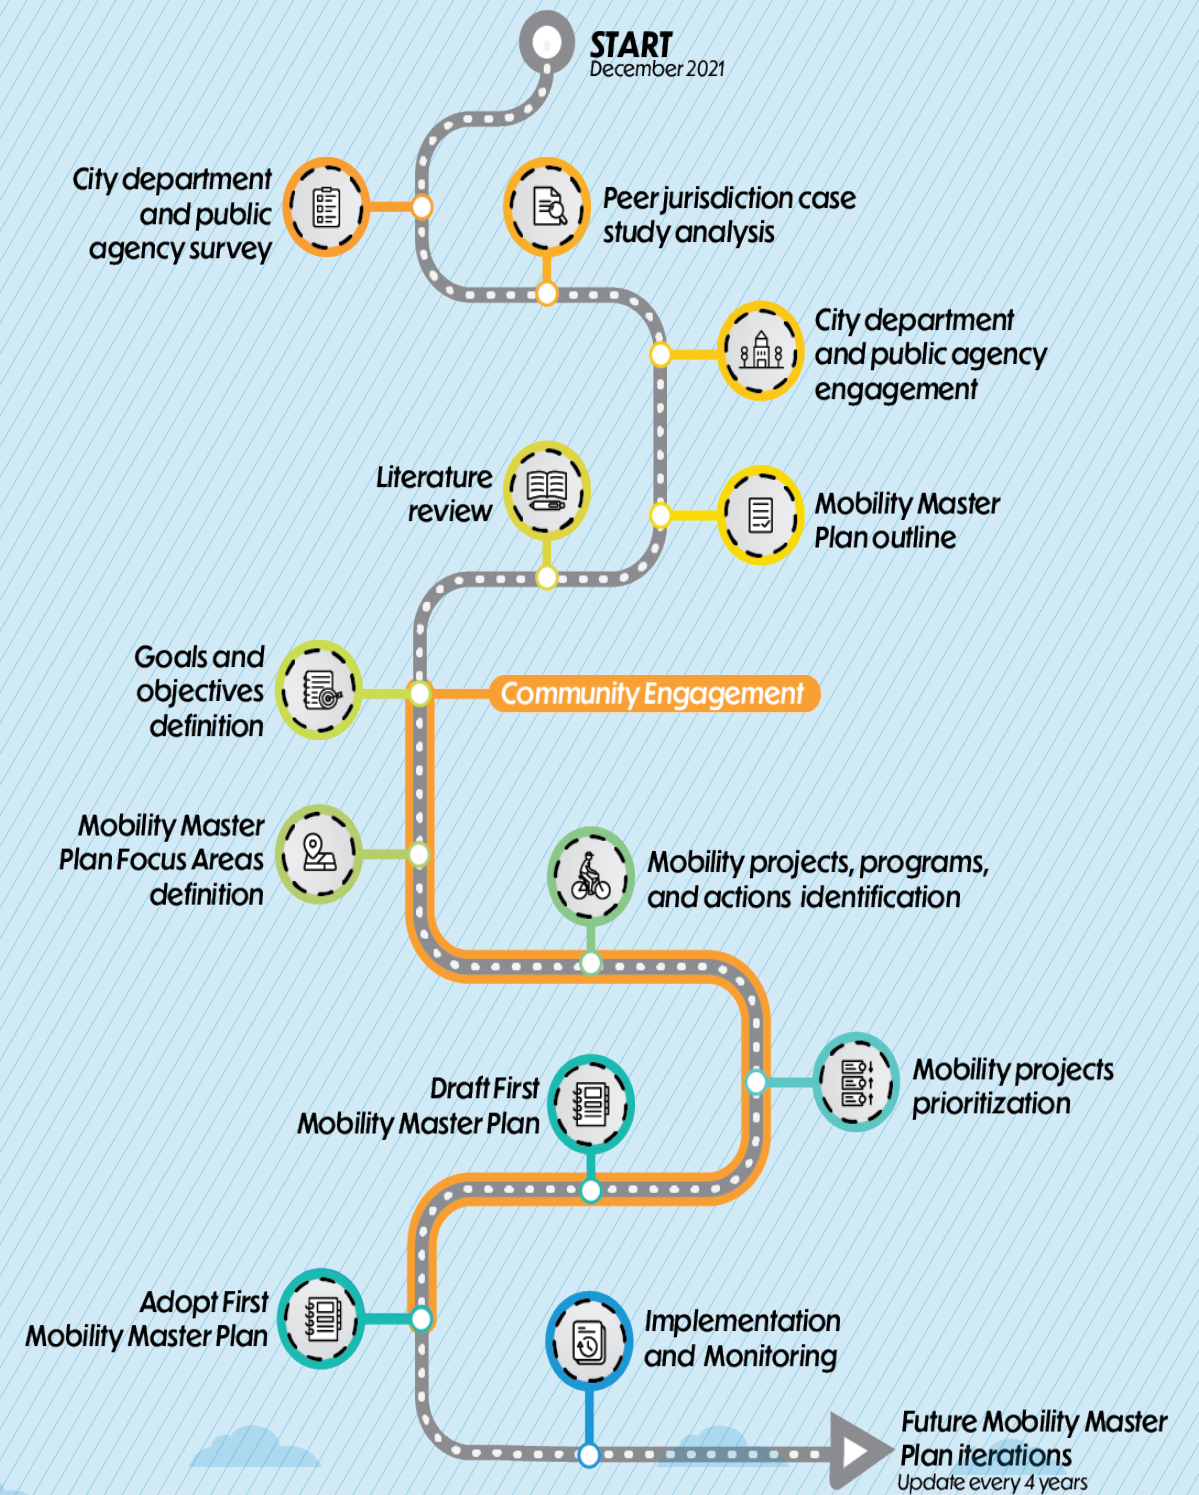 START
December 2021
City department
and public
agency survey
Peer jurisdiction case
study analysis
City department
and public agency
engagement
Mobility Master
Plan outline
Literature
review
Goals and
objectives
definition
Community Engagement
Mobility Master
Plan Focus Areas
definition
Mobility projects, programs,
and actions identification
Mobility projects
prioritization
Draft First
Mobility Master Plan
Adopt First
Mobility Master Plan
Implementation
and Monitoring
Future Mobility Master
Plan iterations
Update every 4 years